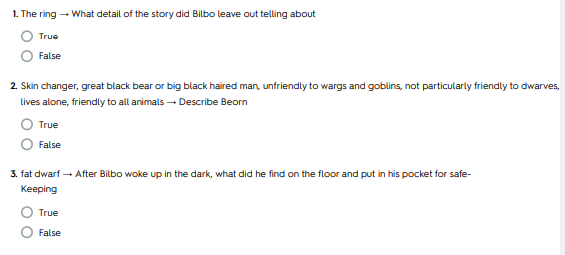 1. The ring → What detail of the story did Bilbo leave out telling about
True
False
2. Skin changer, great black bear or big black haired man, unfriendly to wargs and goblins, not particularly friendly to dwarves,
lives alone, friendly to all animals → Describe Beorn
True
False
3. fat dwarf → After Bilbo woke up in the dark, what did he find on the floor and put in his pocket for safe-
Keeping
True
False